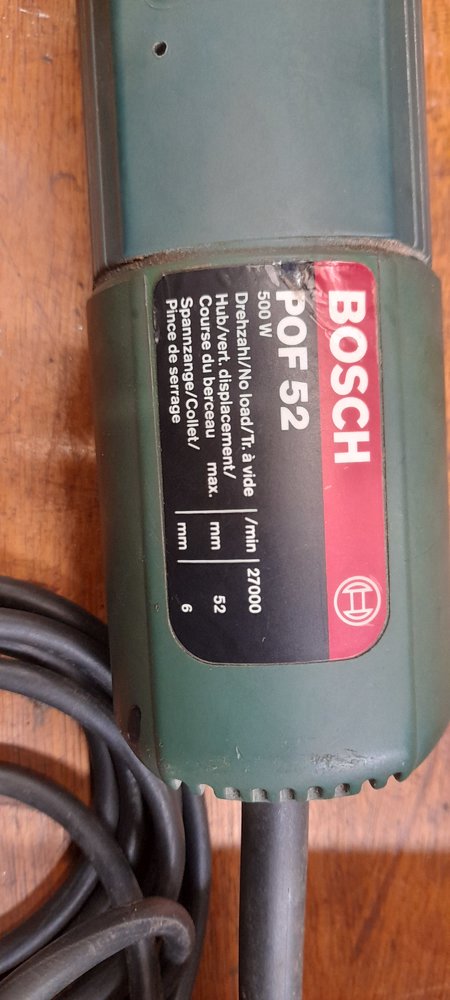 BOSCH
POF 52
500 W
Drehzahl/No load/Tr. à vide /min 27000
Hub/vert. displacement/
Course du berceau max. mm 52
Spannzange/Collet/
Pince de serrage mm 6